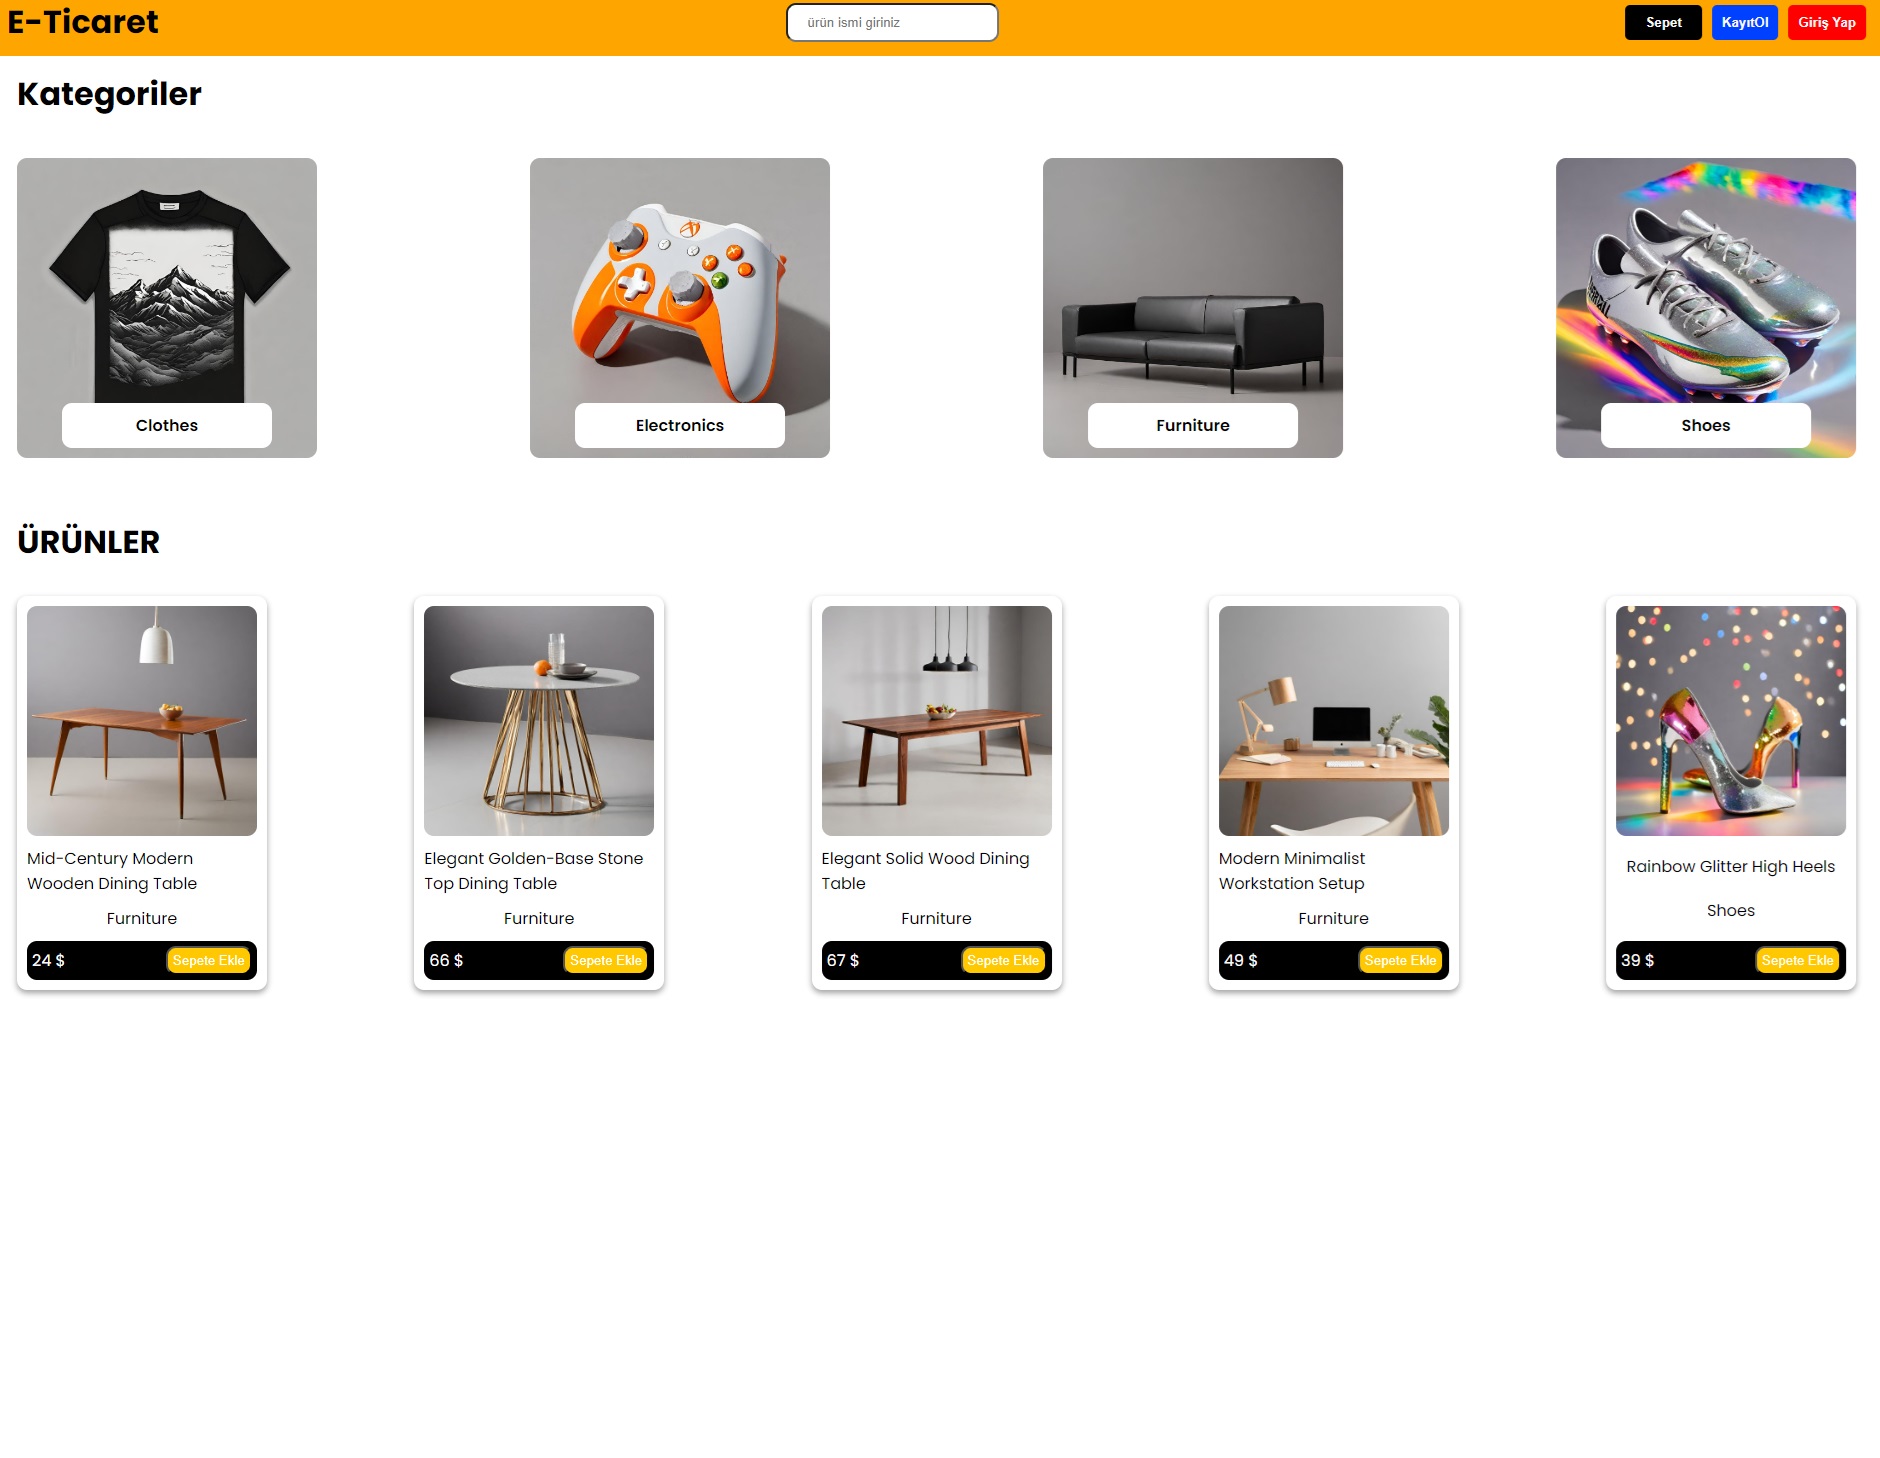 E-Ticaret
ürün ismi giriniz
Sepet
KayıtOl
Giriş Yap
Kategoriler
Clothes
Electronics
Furniture
Shoes
ÜRÜNLER
Mid-Century Modern
Wooden Dining Table
Furniture
24 $
Sepete Ekle
Elegant Golden-Base Stone
Top Dining Table
Furniture
66 $
Sepete Ekle
Elegant Solid Wood Dining
Table
Furniture
67 $
Sepete Ekle
Modern Minimalist
Workstation Setup
Furniture
49 $
Sepete Ekle
Rainbow Glitter High Heels
Shoes
39 $
Sepete Ekle